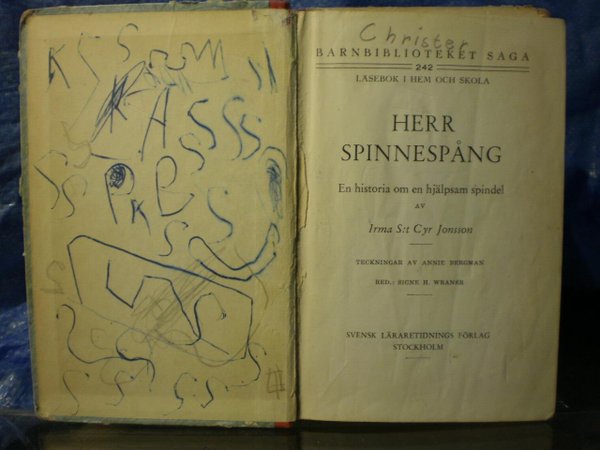 K S S
K Ä S S S
P K P
Christer
BARNBIBLIOTEKET SAGA
242
LÄSEBOK I HEM OCH SKOLA
HERR
SPINNESPÅNG
En historia om en hjälpsam spindel
AV
Irma S:t Cyr Jonsson
TECKNINGAR AV ANNIE BERGMAN
RED.: SIGNE H. WRANER
SVENSK LÄRARETIDNINGS FÖRLAG
STOCKHOLM